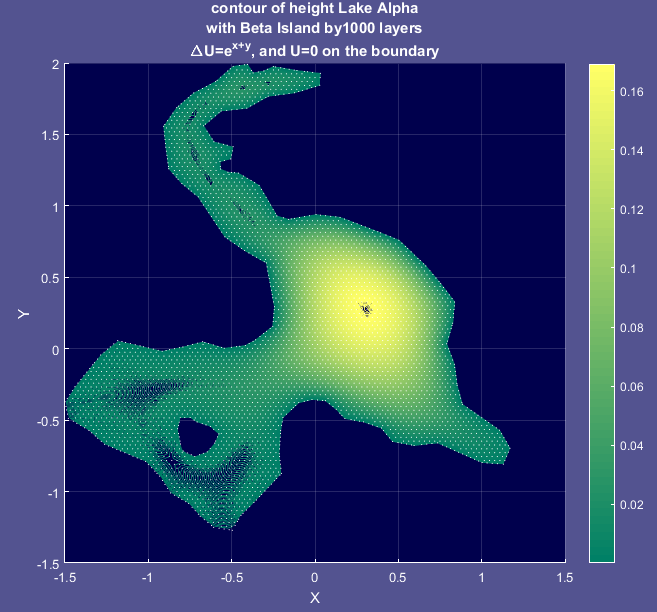 contour of height Lake Alpha
with Beta Island by1000 layers
ΔU=e^{x+y}, and U=0 on the boundary
2
1.5
1
0.5
0
-0.5
-1
-1.5
Y
-1.5 -1 -0.5 0 0.5 1 1.5
X
0.16
0.14
0.12
0.1
0.08
0.06
0.04
0.02